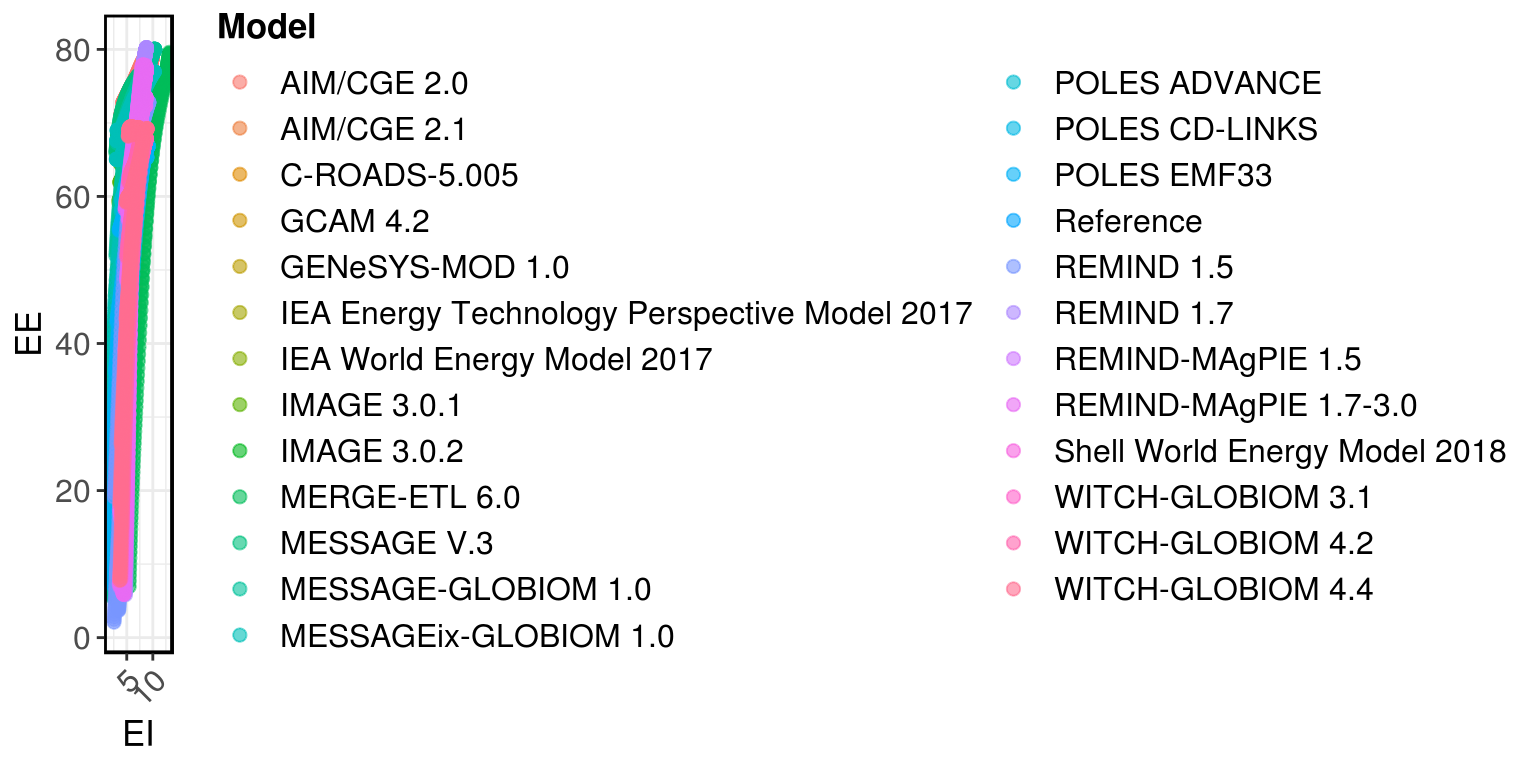 Model
AIM/CGE 2.0
AIM/CGE 2.1
C-ROADS-5.005
GCAM 4.2
GENeSYS-MOD 1.0
IEA Energy Technology Perspective Model 2017
IEA World Energy Model 2017
IMAGE 3.0.1
IMAGE 3.0.2
MERGE-ETL 6.0
MESSAGE V.3
MESSAGE-GLOBIOM 1.0
MESSAGEix-GLOBIOM 1.0
POLES ADVANCE
POLES CD-LINKS
POLES EMF33
Reference
REMIND 1.5
REMIND 1.7
REMIND-MAgPIE 1.5
REMIND-MAgPIE 1.7-3.0
Shell World Energy Model 2018
WITCH-GLOBIOM 3.1
WITCH-GLOBIOM 4.2
WITCH-GLOBIOM 4.4
EE
80
60
40
20
0
5
10
EI